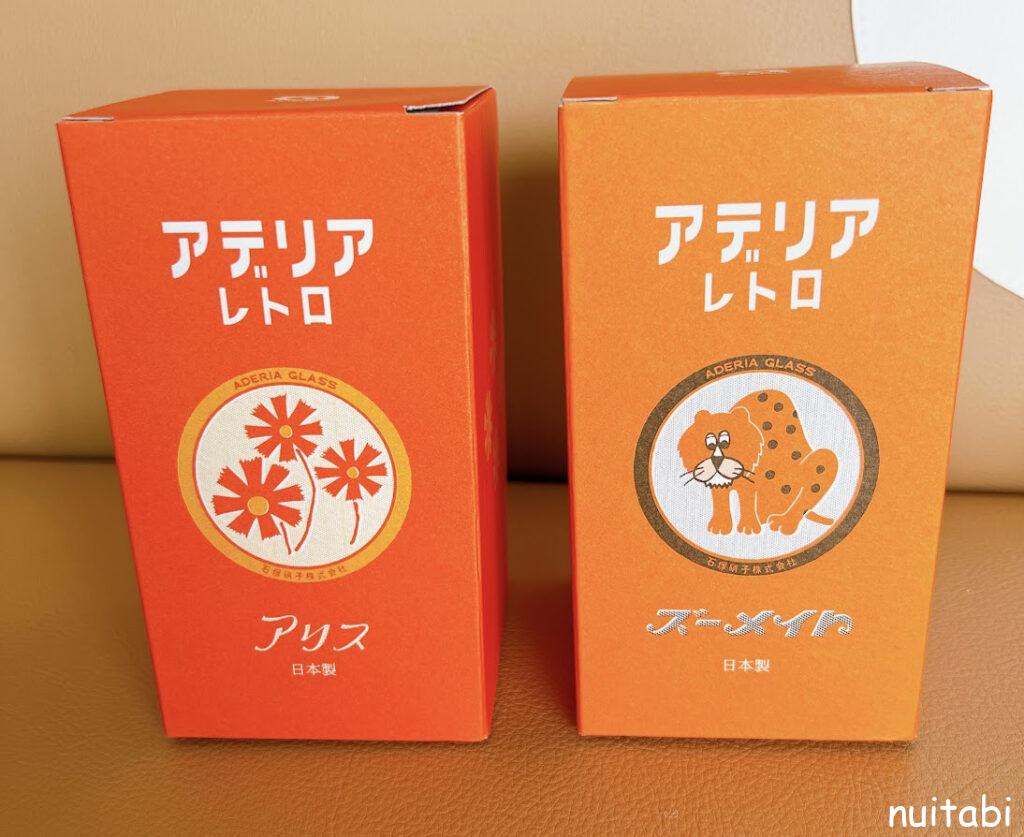 アデリア
レトロ
ADERIA GLASS
石塚硝子株式会社
アリス
日本製
アデリア
レトロ
ADERIA GLASS
石塚硝子株式会社
ズーメイト
日本製
nuitabi